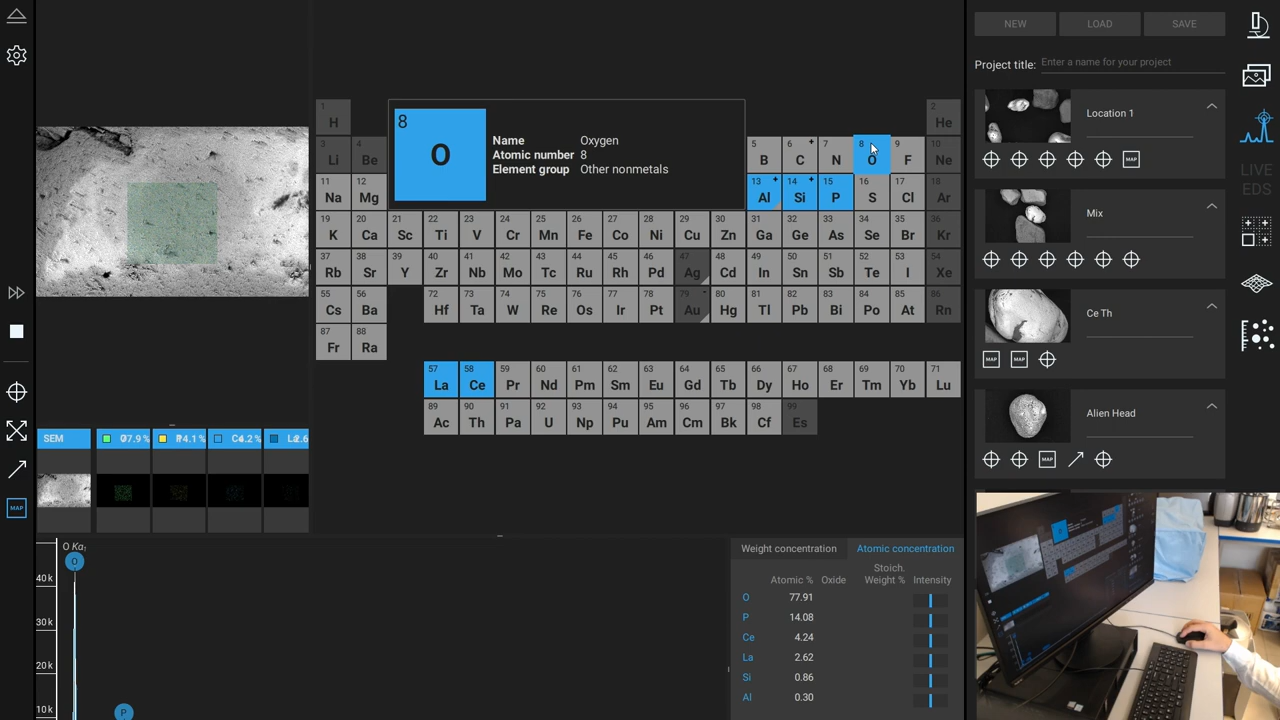 NEW LOAD SAVE
Project title: Enter a name for your project
Location 1
MAP
Mix
Ce Th
MAP MAP
Alien Head
MAP
LIVE
EDS
8
O
Name Oxygen
Atomic number 8
Element group Other nonmetals
1 H 2 He
3 Li 4 Be 5 B 6 C 7 N 8 O 9 F 10 Ne
11 Na 12 Mg 13 Al 14 Si 15 P 16 S 17 Cl 18 Ar
19 K 20 Ca 21 Sc 22 Ti 23 V 24 Cr 25 Mn 26 Fe 27 Co 28 Ni 29 Cu 30 Zn 31 Ga 32 Ge 33 As 34 Se 35 Br 36 Kr
37 Rb 38 Sr 39 Y 40 Zr 41 Nb 42 Mo 43 Tc 44 Ru 45 Rh 46 Pd 47 Ag 48 Cd 49 In 50 Sn 51 Sb 52 Te 53 I 54 Xe
55 Cs 56 Ba 72 Hf 73 Ta 74 W 75 Re 76 Os 77 Ir 78 Pt 79 Au 80 Hg 81 Tl 82 Pb 83 Bi 84 Po 85 At 86 Rn
87 Fr 88 Ra
57 La 58 Ce 59 Pr 60 Nd 61 Pm 62 Sm 63 Eu 64 Gd 65 Tb 66 Dy 67 Ho 68 Er 69 Tm 70 Yb 71 Lu
89 Ac 90 Th 91 Pa 92 U 93 Np 94 Pu 95 Am 96 Cm 97 Bk 98 Cf 99 Es
SEM
MAP
O Kα1
O
P
40 k
30 k
20 k
10 k
Weight concentration Atomic concentration
Atomic % Oxide Stoich. Weight % Intensity
O 77.91
P 14.08
Ce 4.24
La 2.62
Si 0.86
Al 0.30